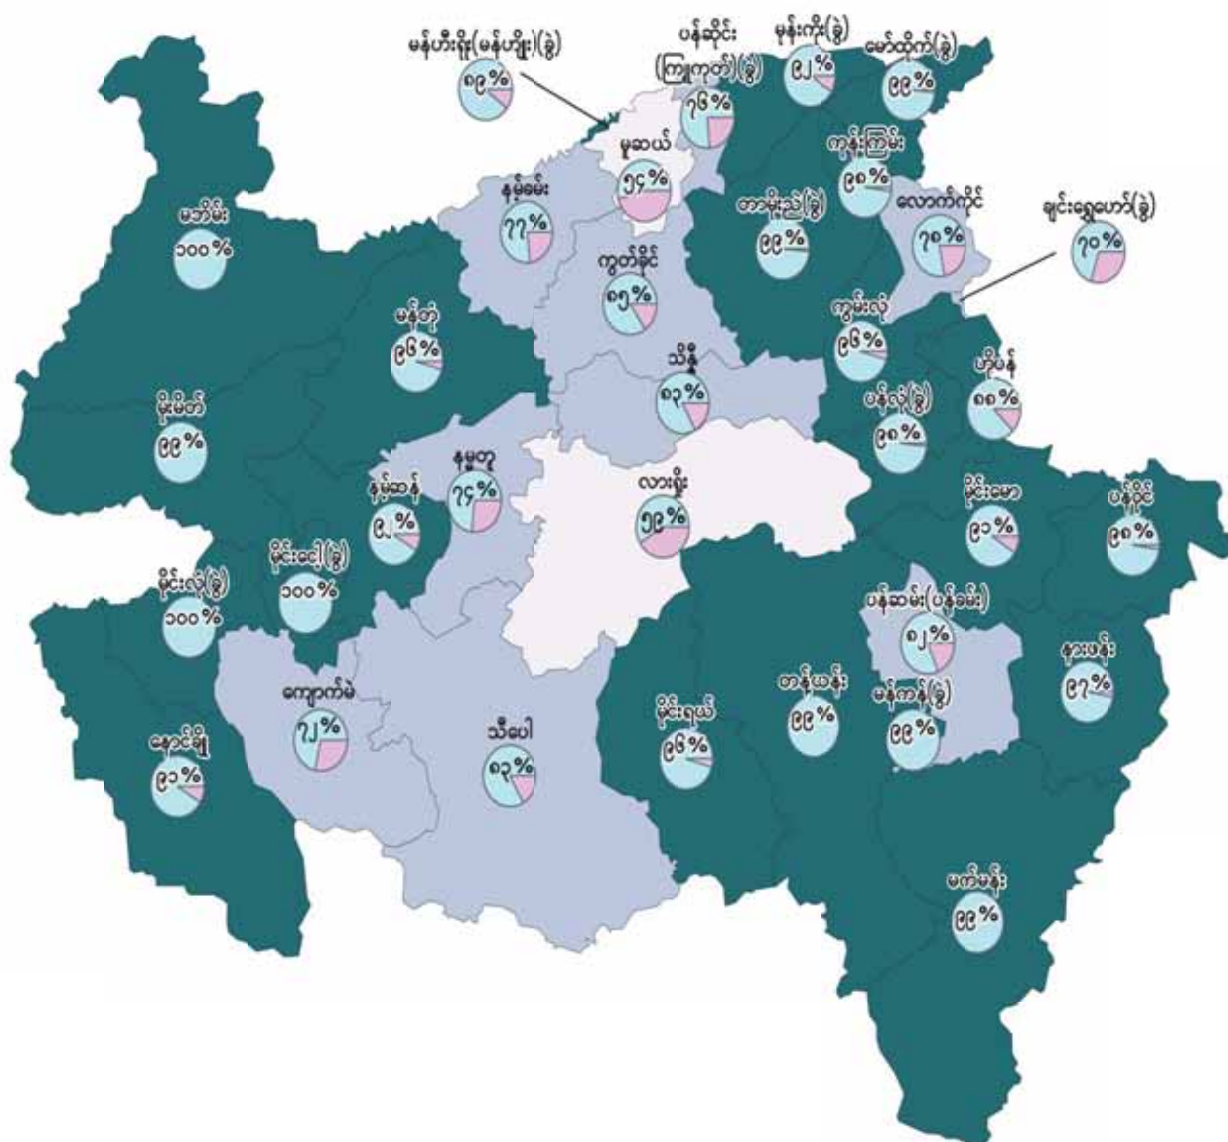 မန်ဟီးရိုး(မန်ဟျိုး)(ခွဲ)
၈၉%
ပန်ဆိုင်း
(ကြူကုတ်)(ခွဲ)
၇၆%
မုန်းကိုး(ခွဲ)
၉၂%
မော်ထိုက်(ခွဲ)
၉၉%
မူဆယ်
၅၄%
ကုန်းကြမ်း
၉၈%
နမ့်ခမ်း
၇၇%
တာမိုးညဲ(ခွဲ)
၉၉%
လောက်ကိုင်
၇၈%
ချင်းရွှေဟော်(ခွဲ)
၇၀%
မဘိမ်း
၁၀၀%
ကွတ်ခိုင်
၈၅%
မန်တုံ
၉၆%
ကွမ်းလုံ
၉၆%
သိန္နီ
၈၃%
ဟိုပန်
၈၈%
မိုးမိတ်
၉၉%
ပန်လုံ(ခွဲ)
၉၈%
နမ္မတူ
၇၄%
နမ့်ဆန်
%
လားရှိုး
၅၉%
မိုင်းမော
၉၁%
ပန်ဝိုင်
၉၈%
မိုင်းငေါ့(ခွဲ)
၁၀၀%
မိုင်းလုံ(ခွဲ)
၁၀၀%
ပန်ဆမ်း(ပန်ခမ်း)
၈၂%
နားဖန်း
၉၇%
ကျောက်မဲ
၇၂%
တန့်ယန်း
၉၉%
မန်ကန်(ခွဲ)
၉၉%
မိုင်းရယ်
၉၆%
သီပေါ
၈၃%
နောင်ချို
၉၁%
မက်မန်း
၉၉%